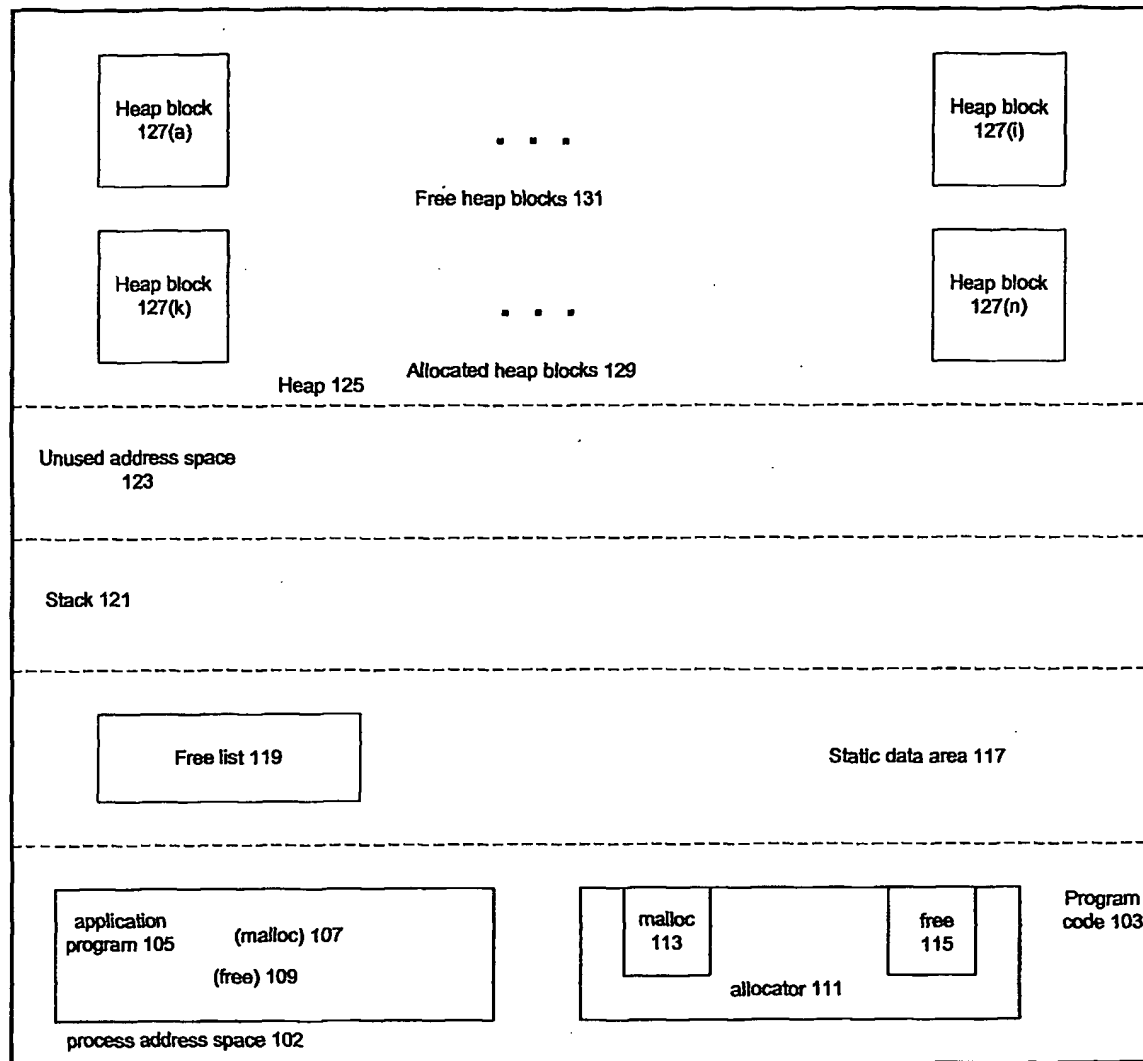 Heap block
127(a)
Heap block
127(i)
. . .
Free heap blocks 131
Heap block
127(k)
Heap block
127(n)
. . .
Allocated heap blocks 129
Heap 125
Unused address space
123
Stack 121
Free list 119
Static data area 117
application
program 105
(malloc) 107
(free) 109
malloc
113
free
115
allocator 111
Program
code 103
process address space 102